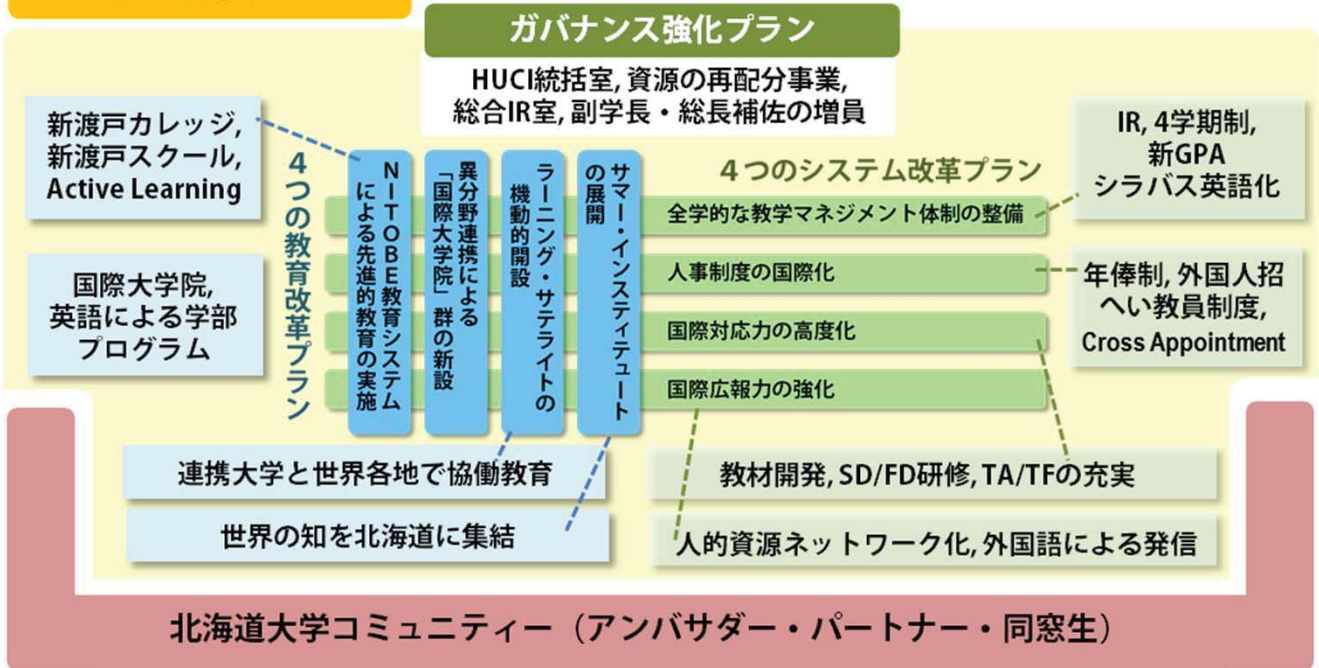 ガバナンス強化プラン
HUCI統括室, 資源の再配分事業,
総合IR室, 副学長・総長補佐の増員
新渡戸カレッジ,
新渡戸スクール,
Active Learning
国際大学院,
英語による学部
プログラム
4つの教育改革プラン
NITOBE教育システム
による先進的教育の実施
異分野連携による
「国際大学院」群の新設
ラーニング・サテライトの
機動的開設
サマー・インスティテュート
の展開
4つのシステム改革プラン
全学的な教学マネジメント体制の整備
人事制度の国際化
国際対応力の高度化
国際広報力の強化
IR, 4学期制,
新GPA
シラバス英語化
年俸制, 外国人招
へい教員制度,
Cross Appointment
連携大学と世界各地で協働教育
世界の知を北海道に集結
教材開発, SD/FD研修, TA/TFの充実
人的資源ネットワーク化, 外国語による発信
北海道大学コミュニティー（アンバサダー・パートナー・同窓生）